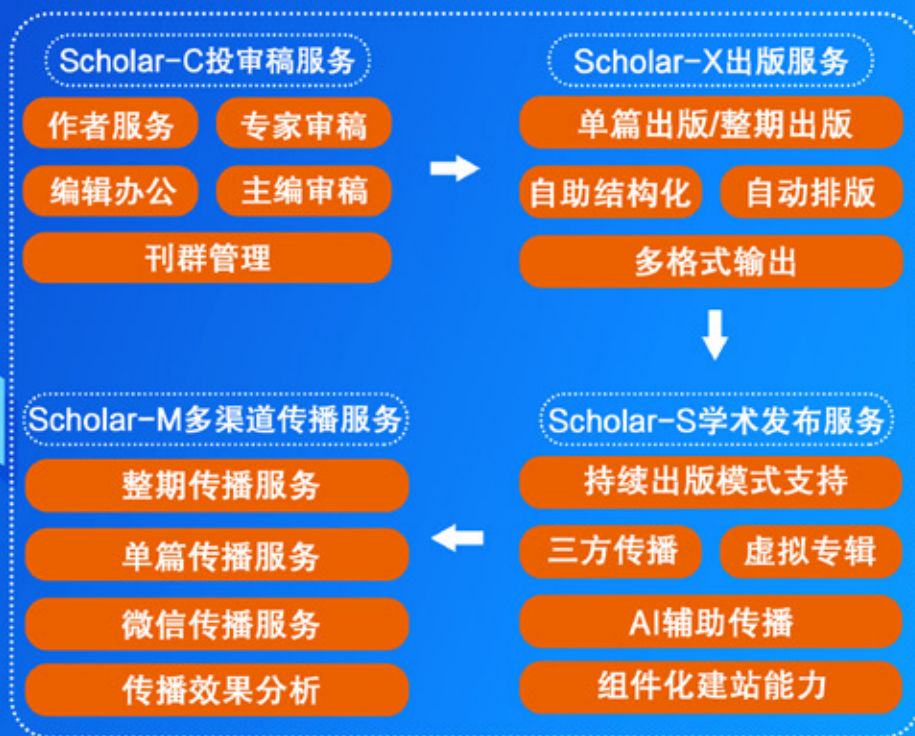 Scholar-C投审稿服务
作者服务
专家审稿
编辑办公
主编审稿
刊群管理
Scholar-X出版服务
单篇出版/整期出版
自助结构化
自动排版
多格式输出
Scholar-S学术发布服务
持续出版模式支持
三方传播
虚拟专辑
AI辅助传播
组件化建站能力
Scholar-M多渠道传播服务
整期传播服务
单篇传播服务
微信传播服务
传播效果分析